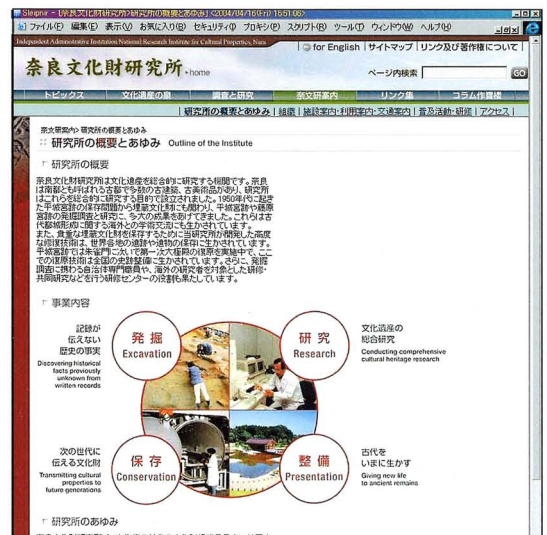 Sleipnir - [奈良文化財研究所>研究所の概要とあゆみ] <2004/04/16(Fri) 15:51:06>
ファイル(F) 編集(E) 表示(V) お気に入り(B) セキュリティ(I) プロキシ(P) スクリプト(R) ツール(T) ウィンドウ(W) ヘルプ(H)
Independent Administrative Institution National Research Institute for Cultural Properties, Nara
for English | サイトマップ | リンク及び著作権について |
奈良文化財研究所 home
ページ内検索 GO
トピックス 文化遺産の泉 調査と研究 奈文研案内 リンク集 コラム作寶樓
| 研究所の概要とあゆみ | 組織 | 施設案内・利用案内・交通案内 | 普及活動・研修 | アクセス |
奈文研案内> 研究所の概要とあゆみ
研究所の概要とあゆみ Outline of the Institute
研究所の概要
奈良文化財研究所は文化遺産を総合的に研究する機関です。奈良
は南都とも呼ばれる古都で多数の古建築、古美術品があり、研究所
はこれらを総合的に研究する目的で設立されました。1950年代に起き
た平城宮跡の保存問題から埋蔵文化財にも関わり、平城宮跡や藤原
宮跡の発掘調査と研究に、多大の成果をあげてきました。これらは古
代都城形成に関する海外との学術交流にも生かされています。
また、貴重な埋蔵文化財を保存するために当研究所が開発した高度
な修復技術は、世界各地の遺跡や遺物の保存に生かされています。
平城宮跡では朱雀門に次いで第一次大極殿の復原を実施中で、ここ
での復原技術は全国の史跡整備に生かされています。さらに、発掘
調査に携わる自治体専門職員や、海外の研究者を対象とした研修・
共同研究などを行う研修センターの役割も果たしています。
事業内容
記録が
伝えない
歴史の事実
Discovering historical
facts previously
unknown from
written records
発掘
Excavation
研究
Research
文化遺産の
総合研究
Conducting comprehensive
cultural heritage research
次の世代に
伝える文化財
Transmitting cultural
properties to
future generations
保存
Conservation
整備
Presentation
古代を
いまに生かす
Giving new life
to ancient remains
研究所のあゆみ